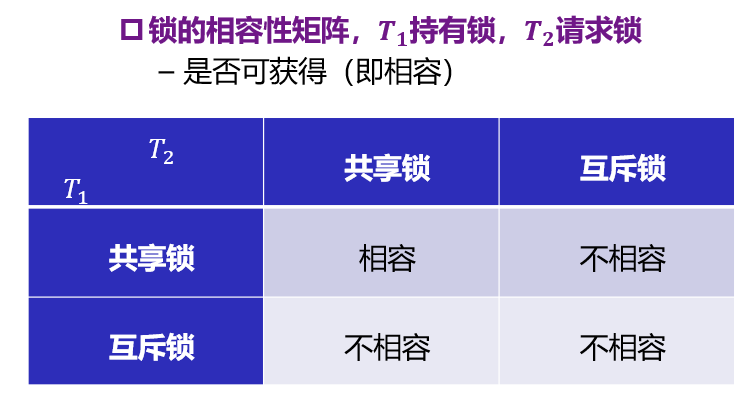 锁的相容性矩阵，T₁持有锁，T₂请求锁
– 是否可获得（即相容）
T₂
T₁
共享锁
互斥锁
共享锁
相容
不相容
互斥锁
不相容
不相容